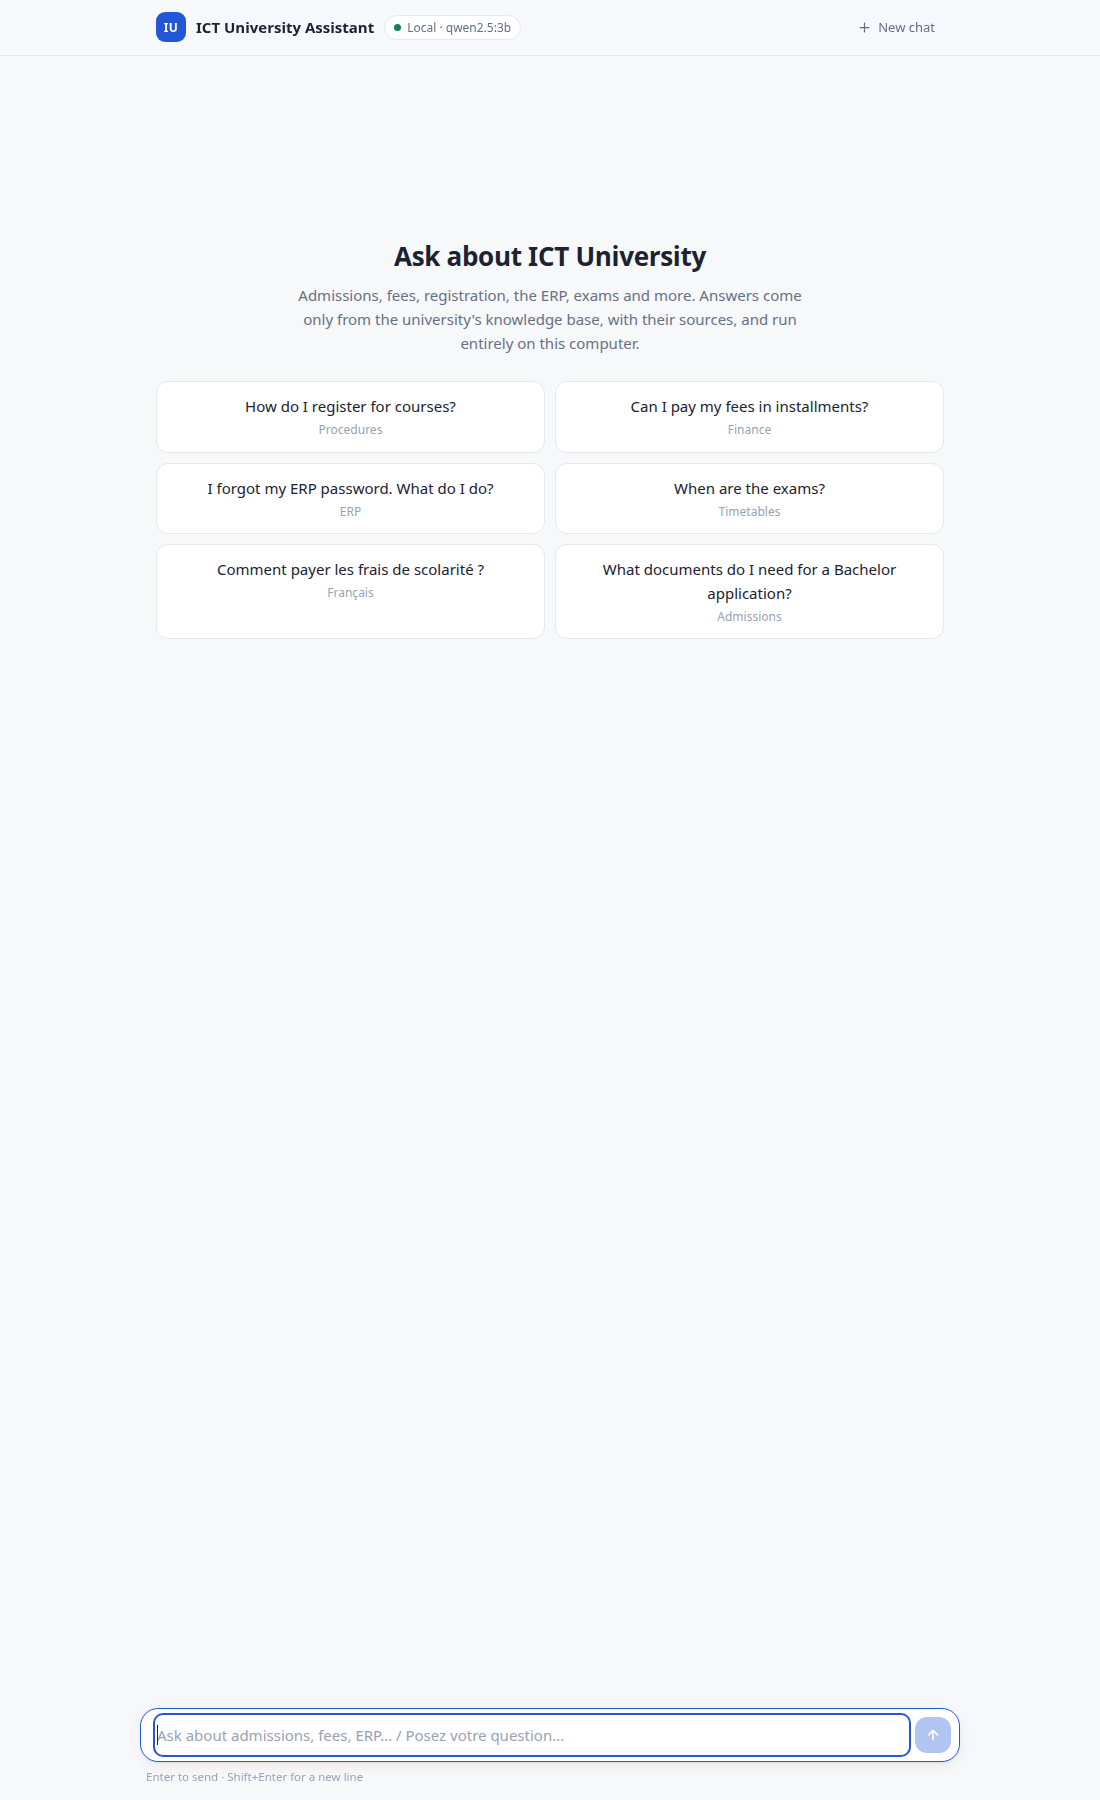 IU
ICT University Assistant
Local · qwen2.5:3b
New chat
Ask about ICT University
Admissions, fees, registration, the ERP, exams and more. Answers come
only from the university's knowledge base, with their sources, and run
entirely on this computer.
How do I register for courses?
Procedures
Can I pay my fees in installments?
Finance
I forgot my ERP password. What do I do?
ERP
When are the exams?
Timetables
Comment payer les frais de scolarité ?
Français
What documents do I need for a Bachelor
application?
Admissions
Ask about admissions, fees, ERP… / Posez votre question…
Enter to send · Shift+Enter for a new line